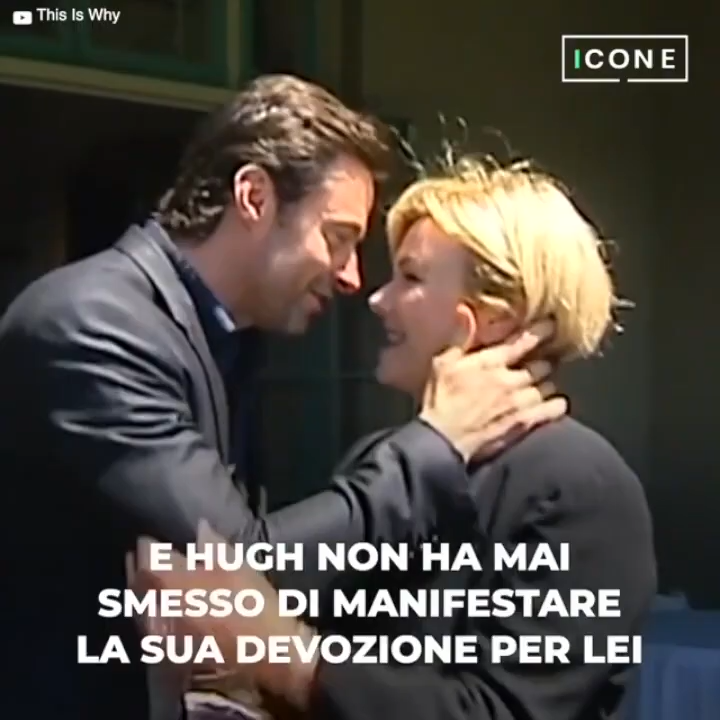 This Is Why
ICONE
E HUGH NON HA MAI
SMESSO DI MANIFESTARE
LA SUA DEVOZIONE PER LEI